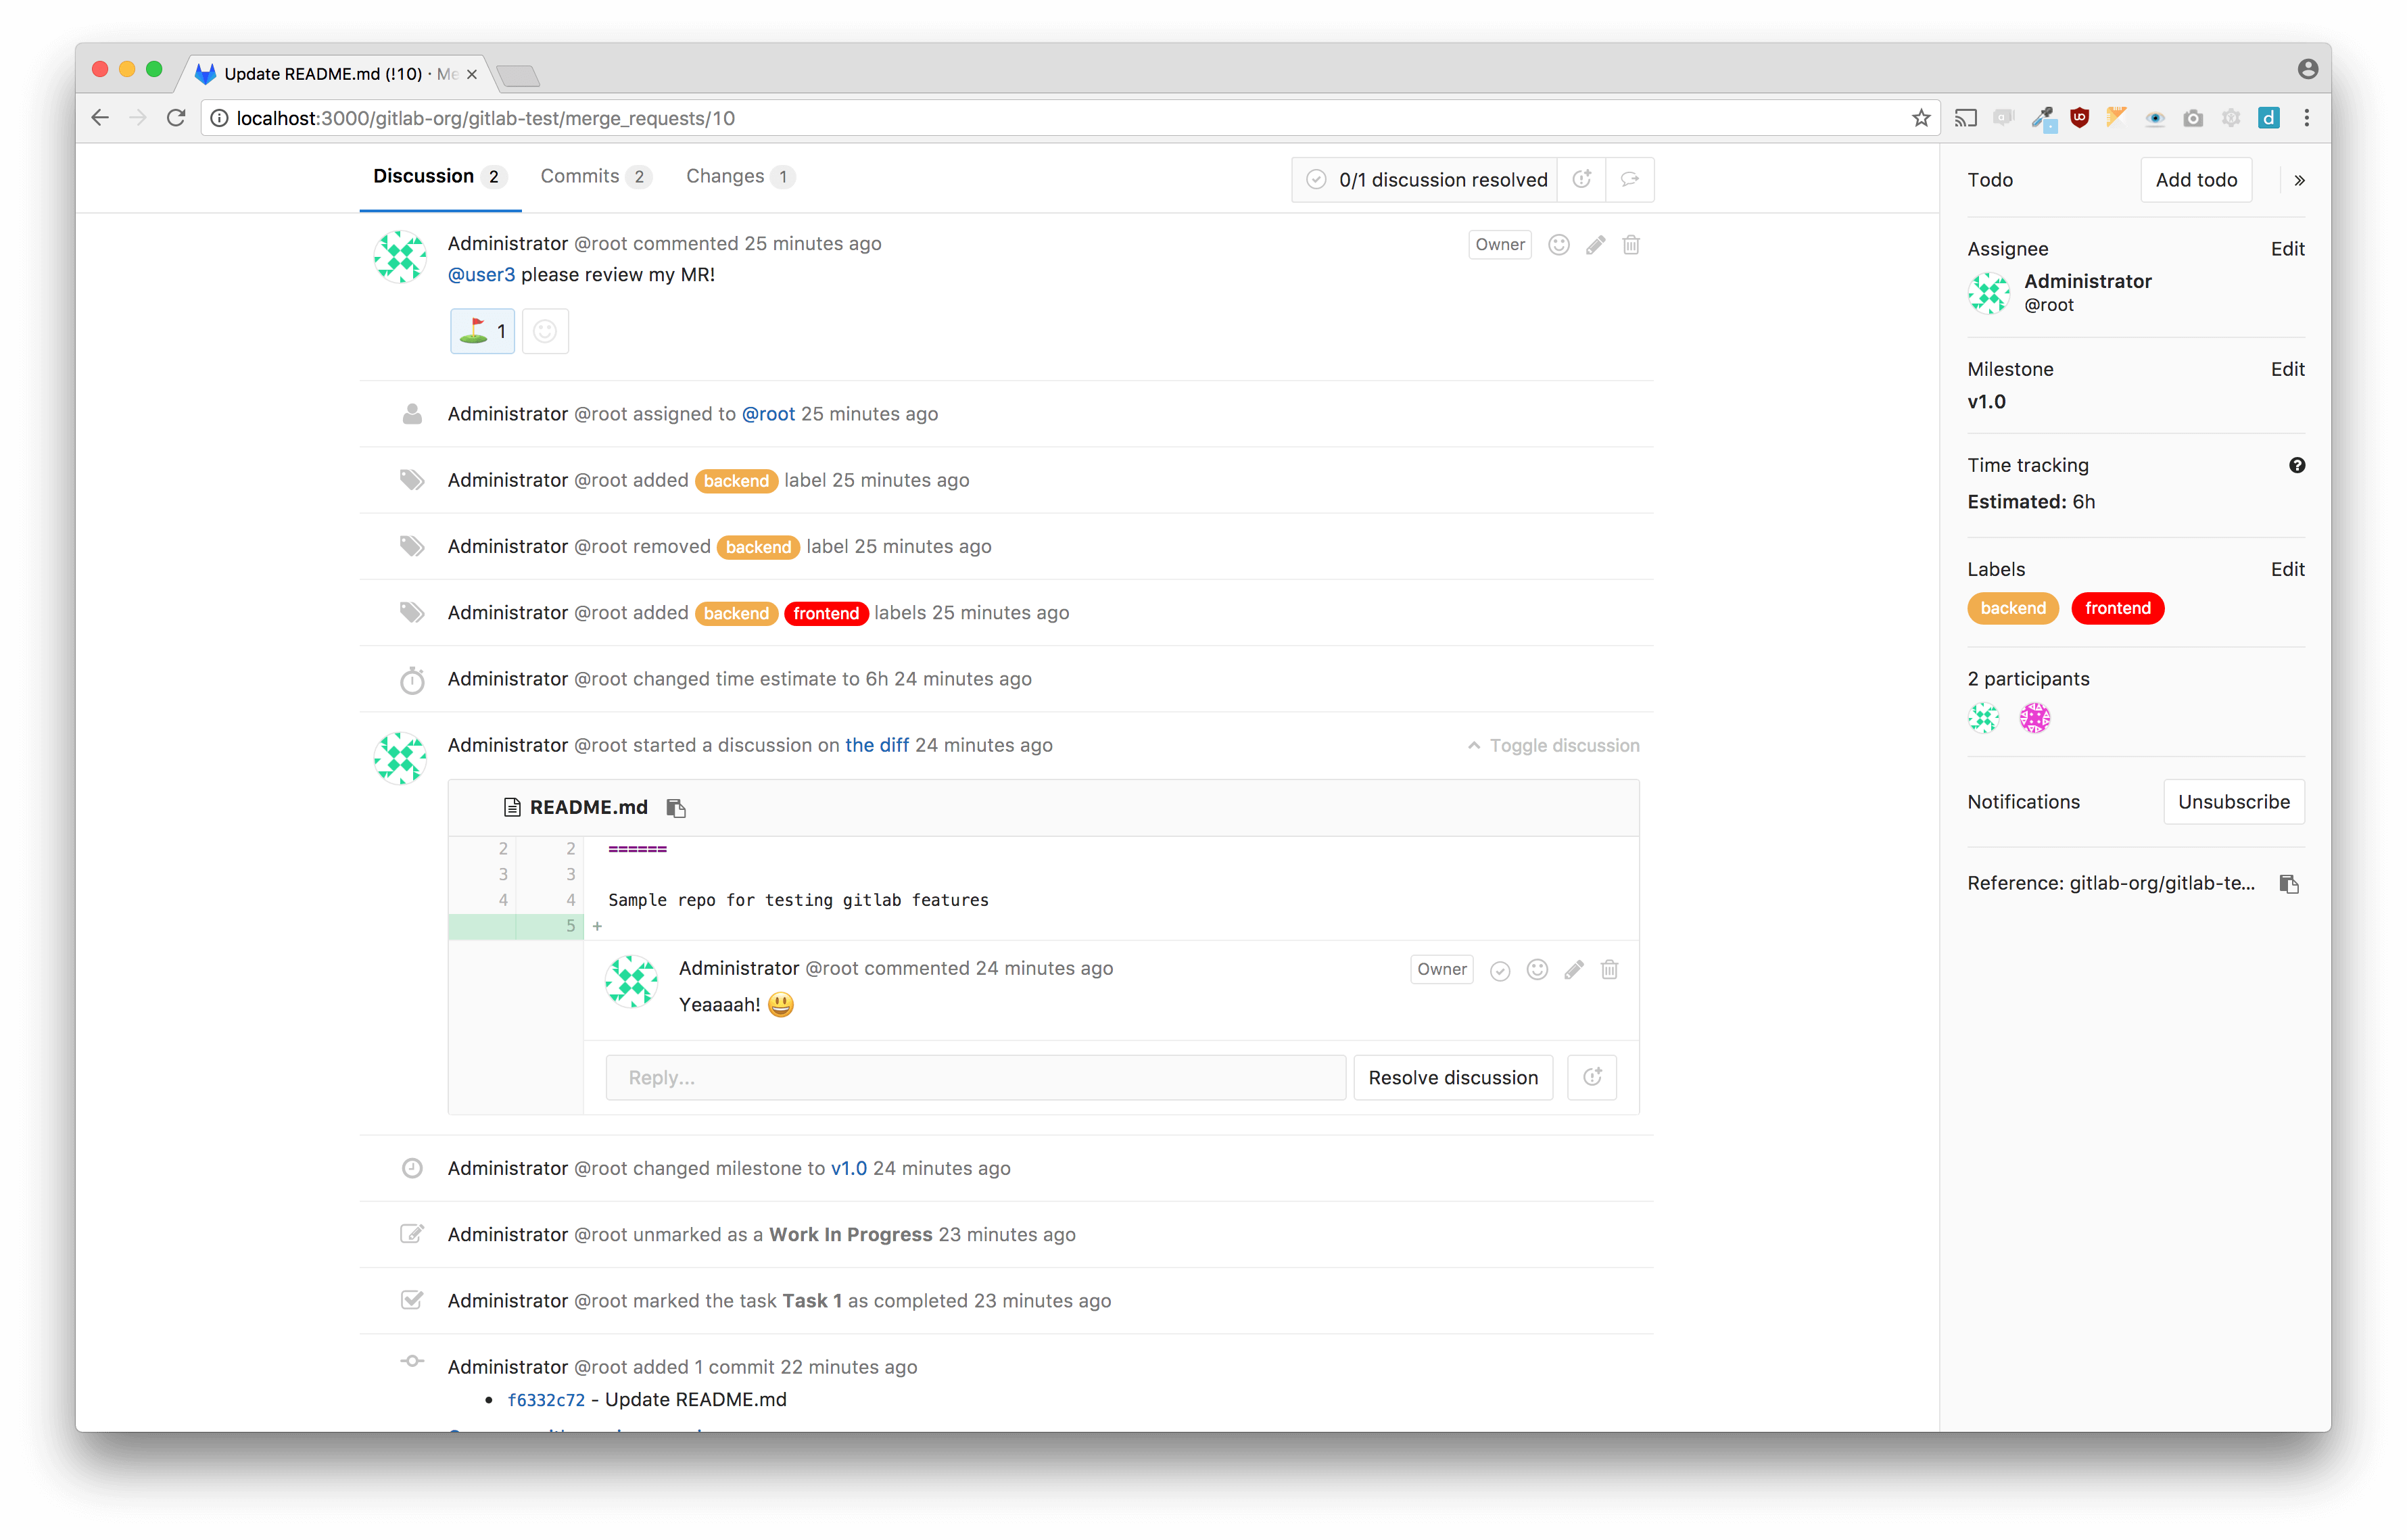 Update README.md (!10) · Me
localhost:3000/gitlab-org/gitlab-test/merge_requests/10
Discussion 2 Commits 2 Changes 1
0/1 discussion resolved
Administrator @root commented 25 minutes ago
Owner
@user3 please review my MR!
1
Administrator @root assigned to @root 25 minutes ago
Administrator @root added backend label 25 minutes ago
Administrator @root removed backend label 25 minutes ago
Administrator @root added backend frontend labels 25 minutes ago
Administrator @root changed time estimate to 6h 24 minutes ago
Administrator @root started a discussion on the diff 24 minutes ago
Toggle discussion
README.md
2 2 ======
3 3
4 4 Sample repo for testing gitlab features
5 +
Administrator @root commented 24 minutes ago
Owner
Yeaaaah!
Reply...
Resolve discussion
Administrator @root changed milestone to v1.0 24 minutes ago
Administrator @root unmarked as a Work In Progress 23 minutes ago
Administrator @root marked the task Task 1 as completed 23 minutes ago
Administrator @root added 1 commit 22 minutes ago
• f6332c72 - Update README.md
Todo
Add todo
»
Assignee Edit
Administrator
@root
Milestone Edit
v1.0
Time tracking
Estimated: 6h
Labels Edit
backend frontend
2 participants
Notifications
Unsubscribe
Reference: gitlab-org/gitlab-te...